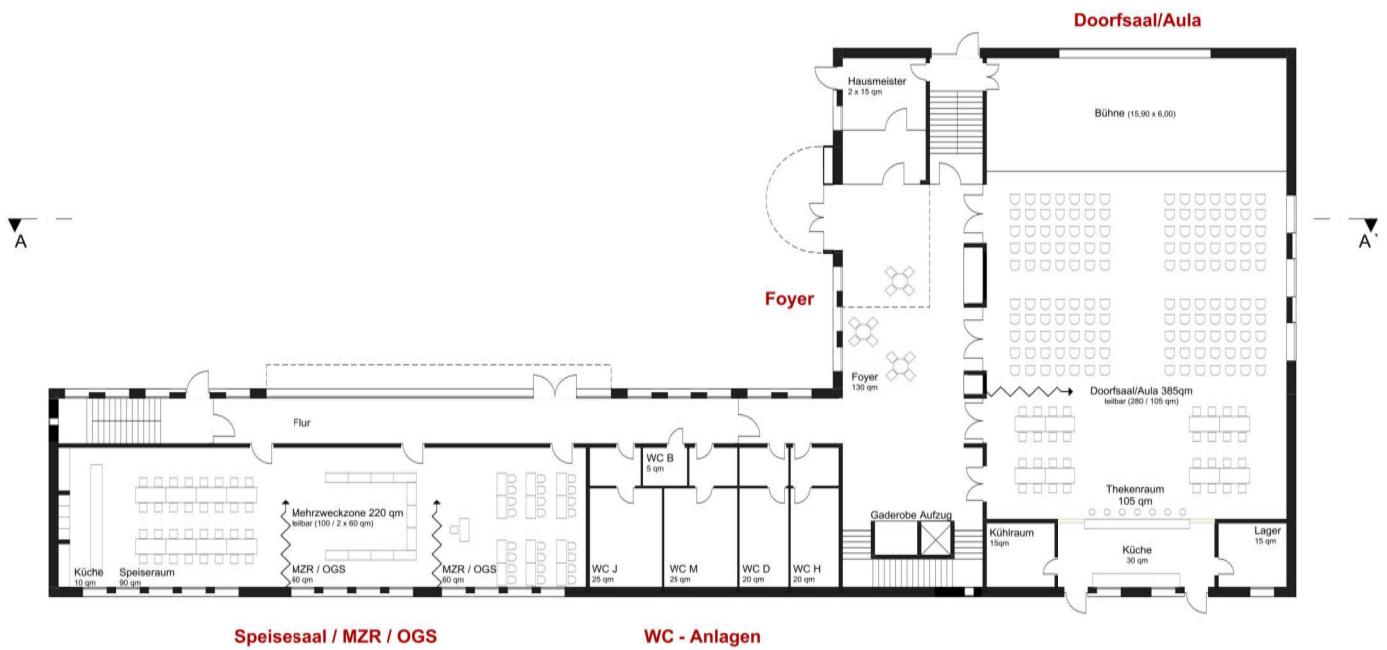 Doorfsaal/Aula
Hausmeister
2 x 15 qm
Bühne (15,90 x 6,00)
A
A`
Foyer
Foyer
130 qm
Doorfsaal/Aula 385qm
teilbar (280 / 105 qm)
Flur
WC B
5 qm
Mehrzweckzone 220 qm
teilbar (100 / 2 x 60 qm)
Thekenraum
105 qm
Gaderobe Aufzug
Kühlraum
15qm
Küche
30 qm
Lager
15 qm
Küche
10 qm
Speiseraum
90 qm
MZR / OGS
60 qm
MZR / OGS
60 qm
WC J
25 qm
WC M
25 qm
WC D
20 qm
WC H
20 qm
Speisesaal / MZR / OGS
WC - Anlagen